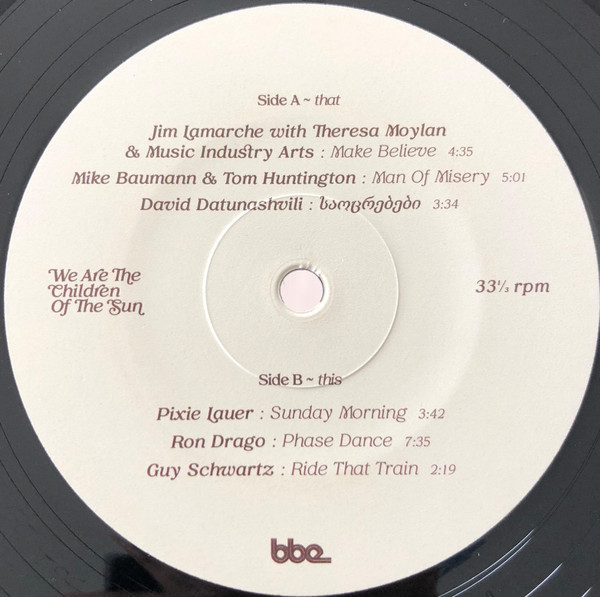 Side A ~ that
Jim Lamarche with Theresa Moylan
& Music Industry Arts : Make Believe 4:35
Mike Baumann & Tom Huntington : Man Of Misery 5:01
David Datunashvili : საოცრებები 3:34
We Are The
Children
Of The Sun
33⅓ rpm
Side B ~ this
Pixie Lauer : Sunday Morning 3:42
Ron Drago : Phase Dance 7:35
Guy Schwartz : Ride That Train 2:19
bbe